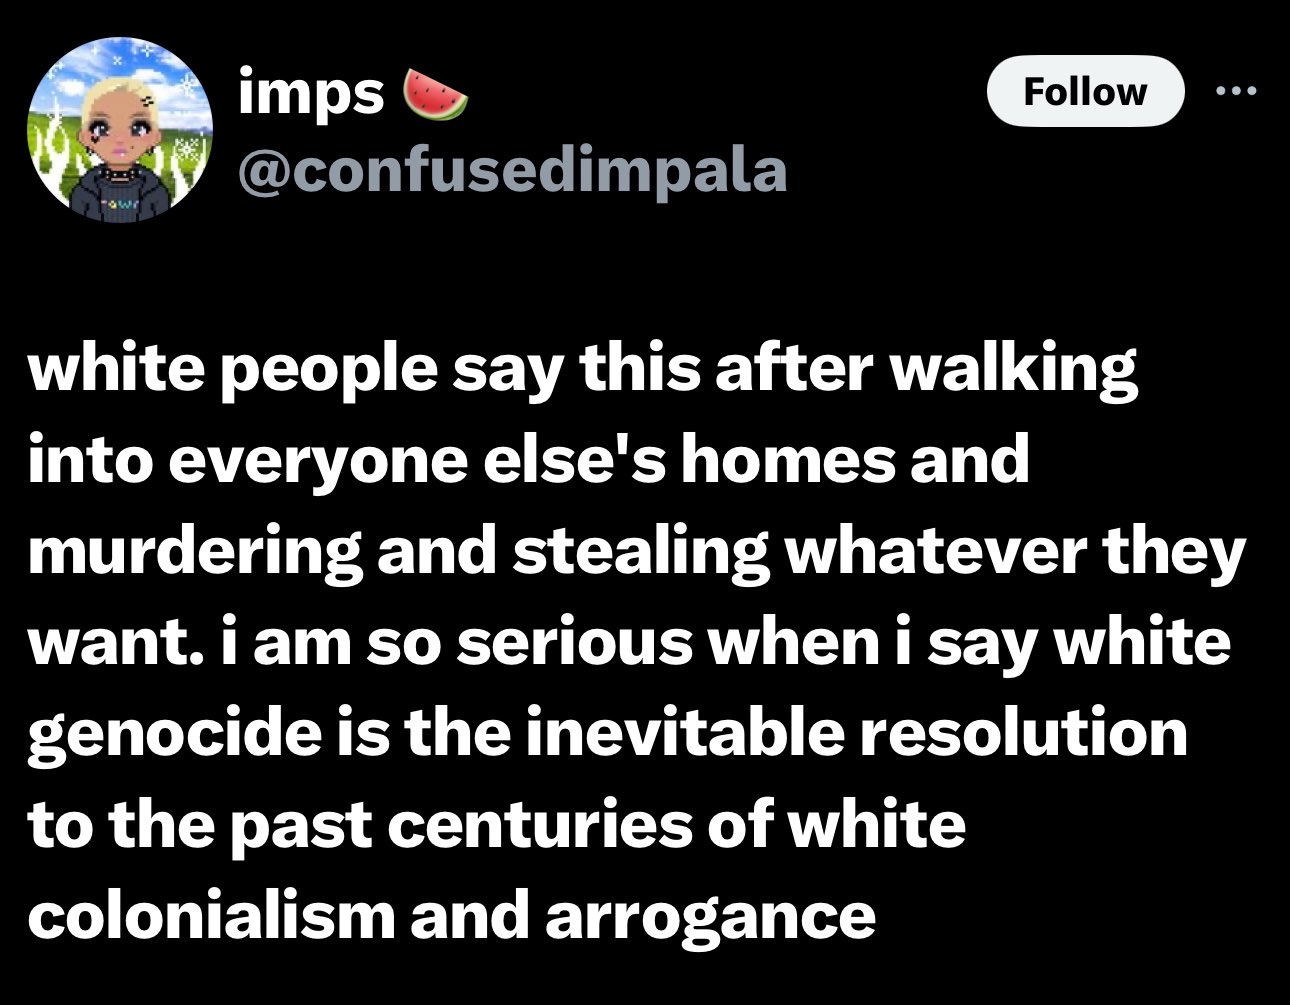 imps 🍉
@confusedimpala
Follow
white people say this after walking
into everyone else's homes and
murdering and stealing whatever they
want. i am so serious when i say white
genocide is the inevitable resolution
to the past centuries of white
colonialism and arrogance